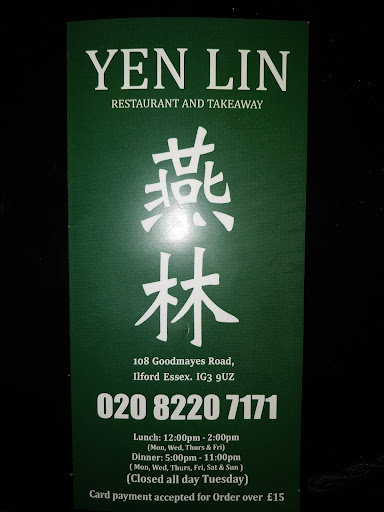 YEN LIN
RESTAURANT AND TAKEAWAY
燕
林
108 Goodmayes Road,
Ilford Essex. IG3 9UZ
020 8220 7171
Lunch: 12:00pm - 2:00pm
(Mon, Wed, Thurs & Fri)
Dinner: 5:00pm - 11:00pm
( Mon, Wed, Thurs, Fri, Sat & Sun )
(Closed all day Tuesday)
Card payment accepted for Order over £15